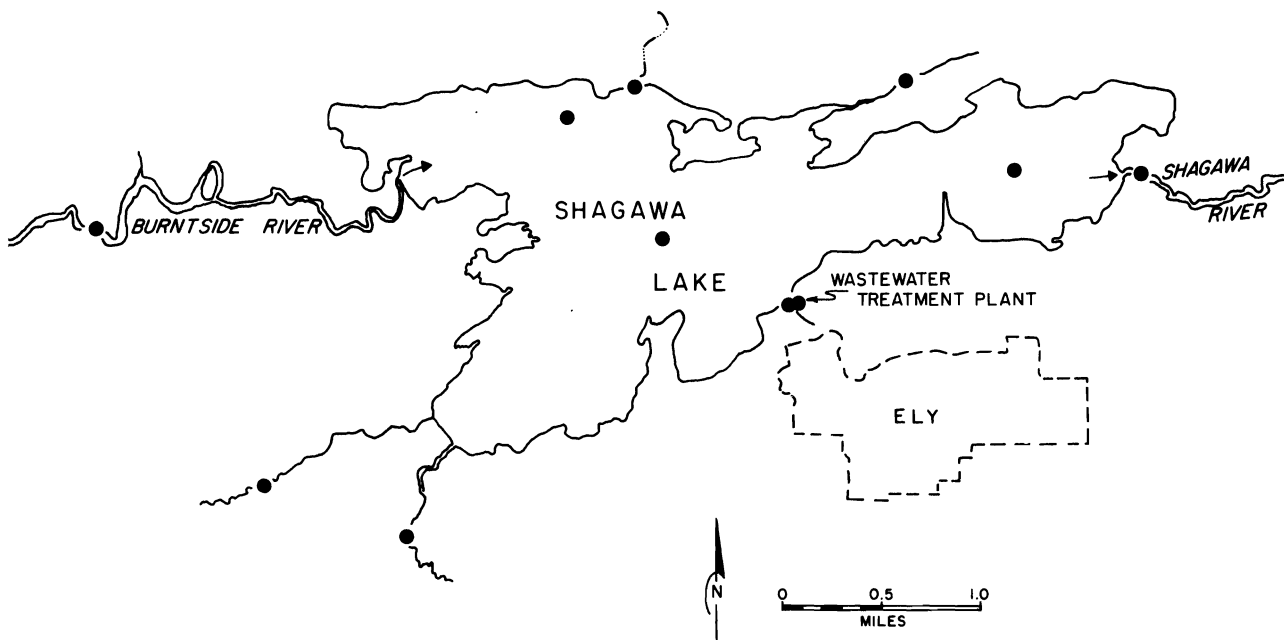 SHAGAWA
RIVER
BURNTSIDE RIVER
SHAGAWA
LAKE
WASTEWATER
TREATMENT PLANT
ELY
N
0 0.5 1.0
MILES